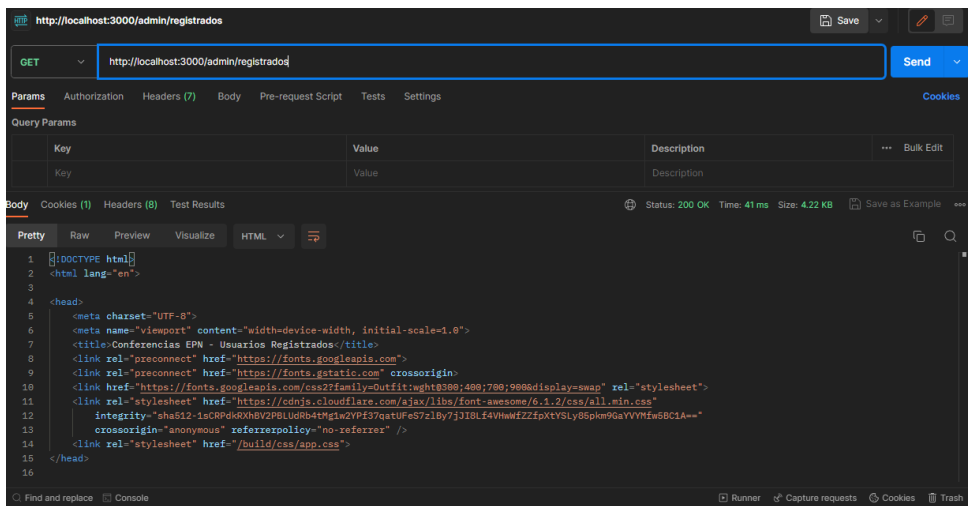 HTTP http://localhost:3000/admin/registrados Save
GET http://localhost:3000/admin/registrados Send
Params Authorization Headers (7) Body Pre-request Script Tests Settings Cookies
Query Params
Key Value Description Bulk Edit
Key Value Description
Body Cookies (1) Headers (8) Test Results Status: 200 OK Time: 41 ms Size: 4.22 KB Save as Example
Pretty Raw Preview Visualize HTML
1 <!DOCTYPE html>
2 <html lang="en">
3
4 <head>
5 <meta charset="UTF-8">
6 <meta name="viewport" content="width=device-width, initial-scale=1.0">
7 <title>Conferencias EPN - Usuarios Registrados</title>
8 <link rel="preconnect" href="https://fonts.googleapis.com">
9 <link rel="preconnect" href="https://fonts.gstatic.com" crossorigin>
10 <link href="https://fonts.googleapis.com/css2?family=Outfit:wght@300;400;700;900&display=swap" rel="stylesheet">
11 <link rel="stylesheet" href="https://cdnjs.cloudflare.com/ajax/libs/font-awesome/6.1.2/css/all.min.css"
12
13 crossorigin="anonymous" referrerpolicy="no-referrer" />
14 <link rel="stylesheet" href="/build/css/app.css">
15 </head>
16
Find and replace Console Runner Capture requests Cookies Trash